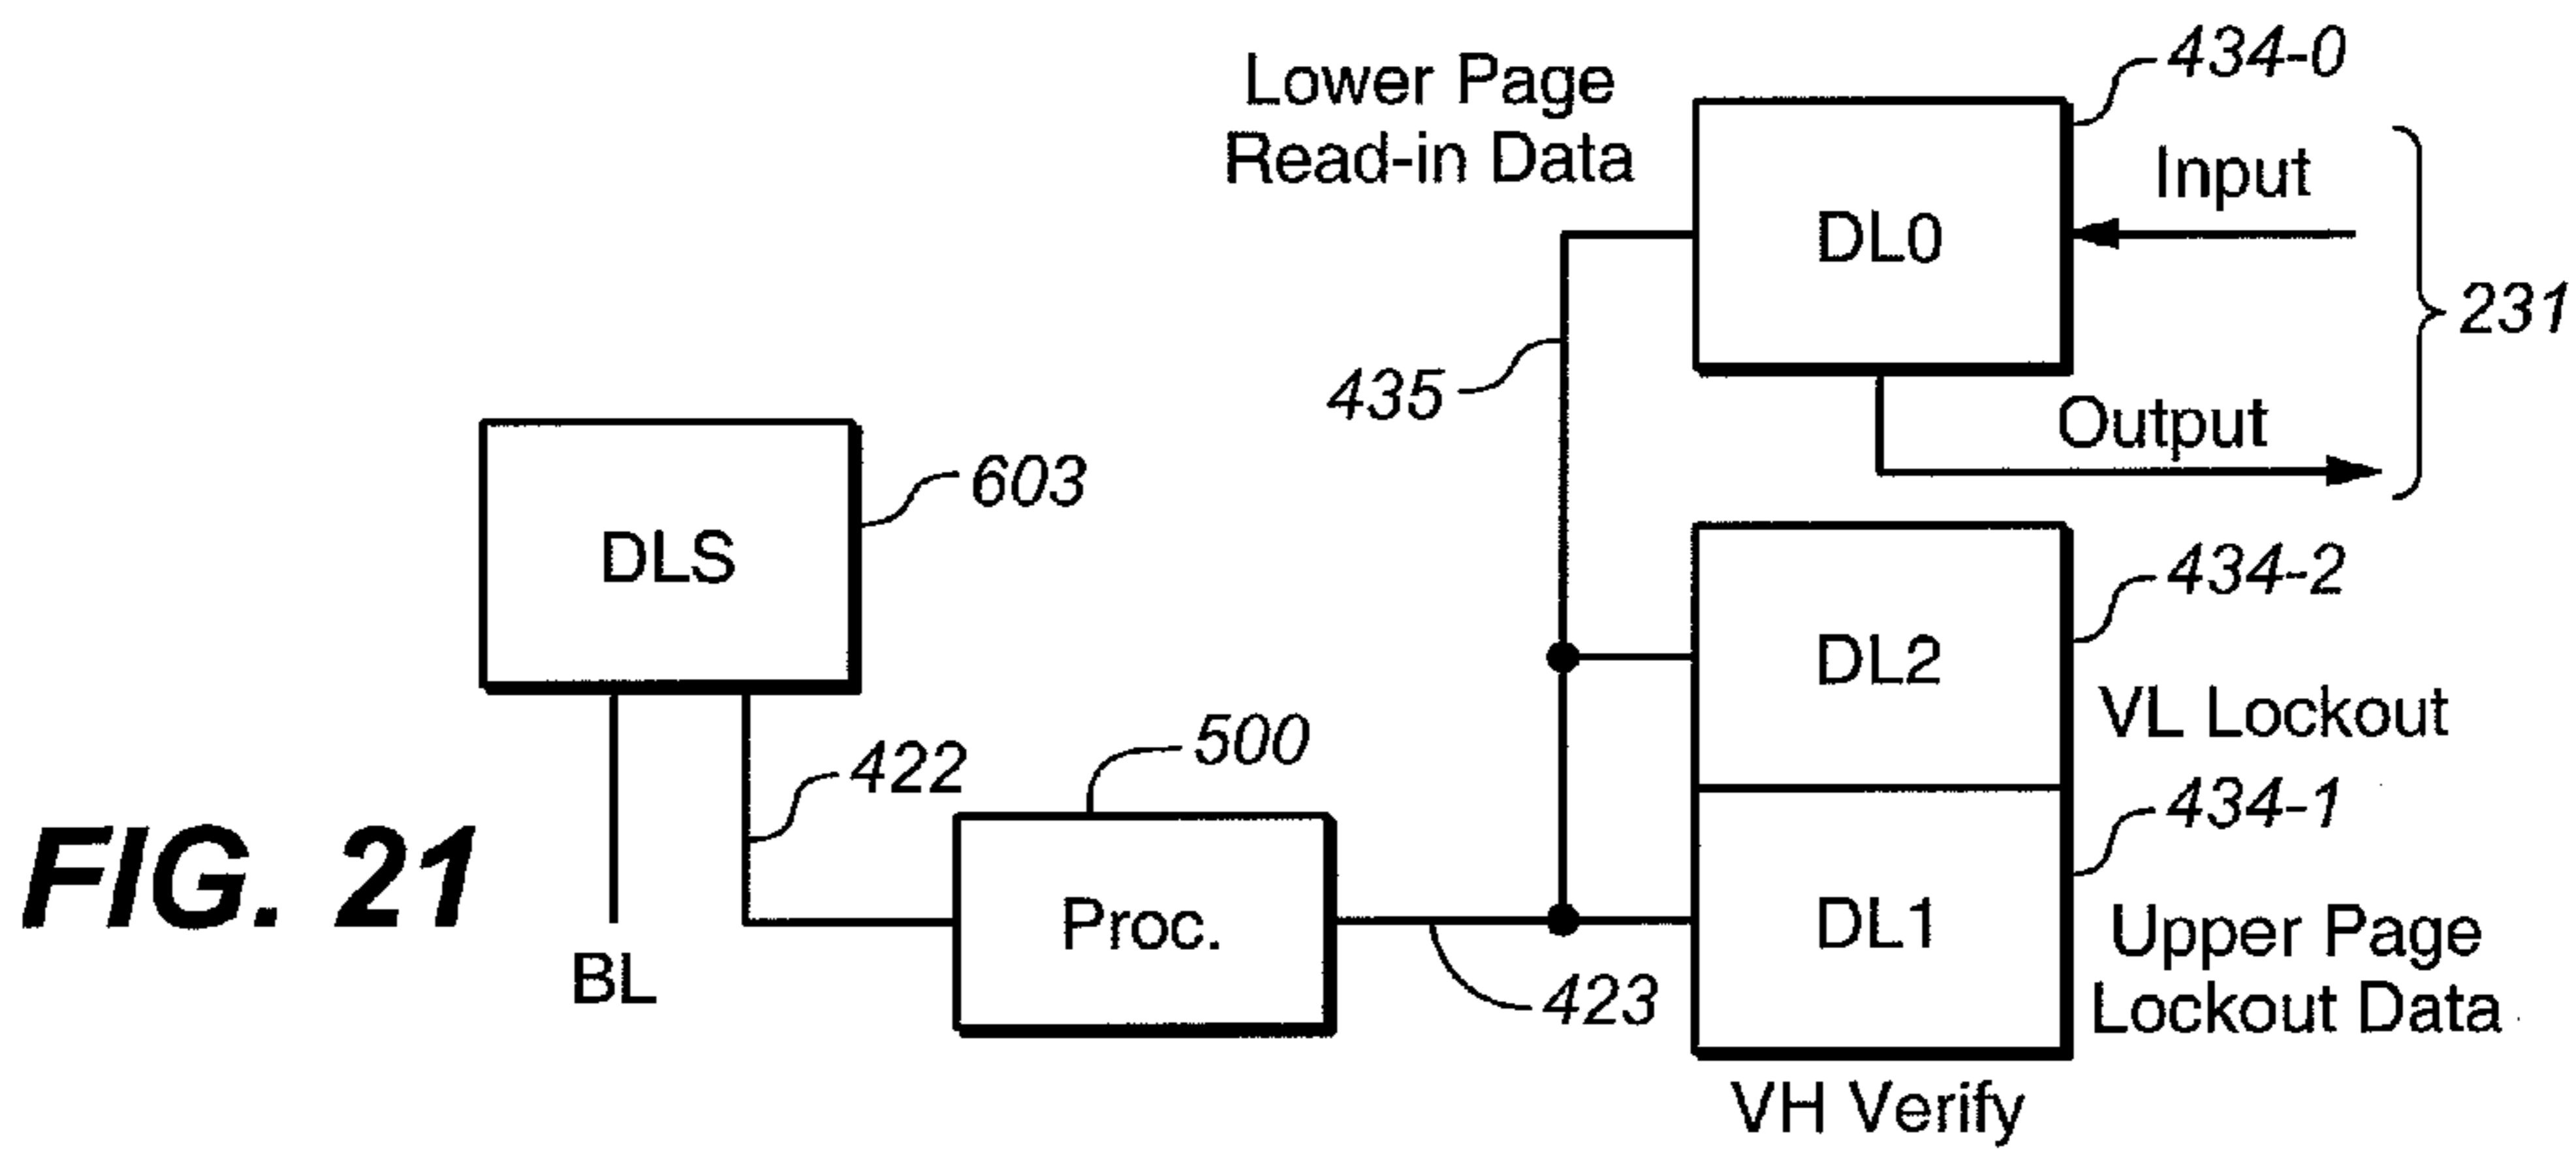 Lower Page
Read-in Data
434-0
Input
DL0
231
435
Output
DLS
603
434-2
DL2
VL Lockout
422
500
434-1
FIG. 21
Proc.
DL1
Upper Page
Lockout Data
BL
423
VH Verify